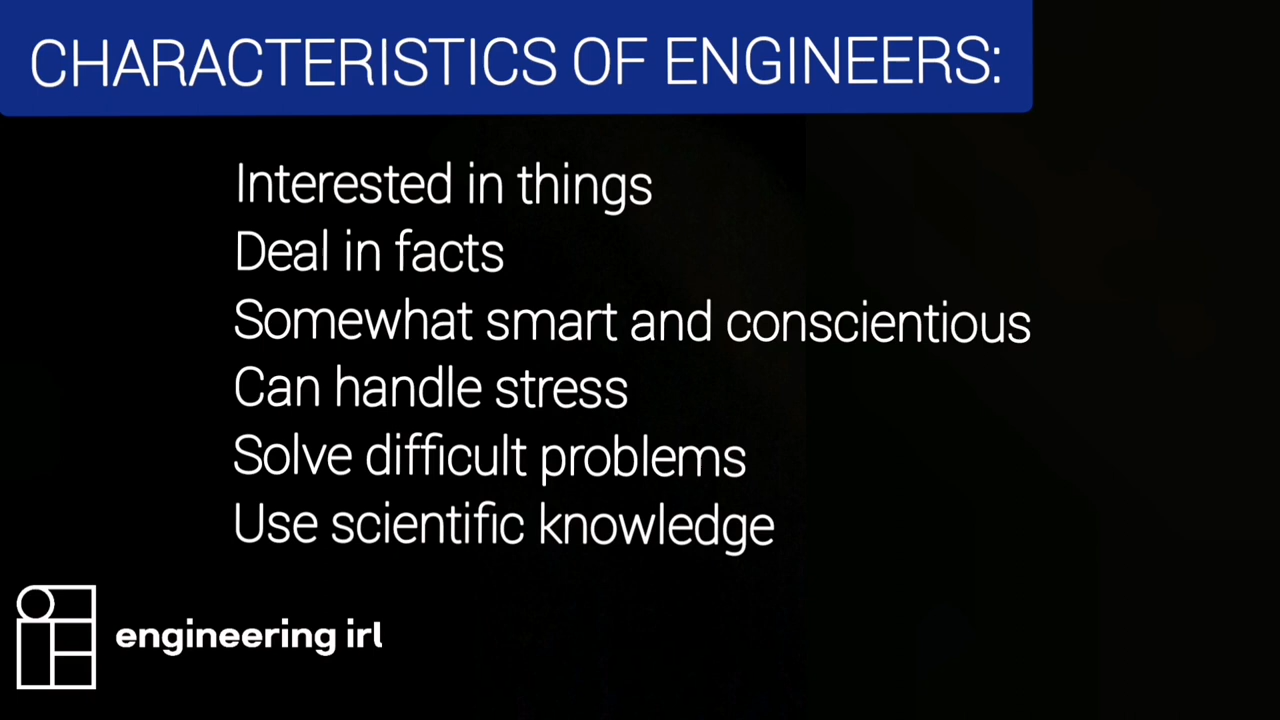 CHARACTERISTICS OF ENGINEERS:
Interested in things
Deal in facts
Somewhat smart and conscientious
Can handle stress
Solve difficult problems
Use scientific knowledge
engineering irl